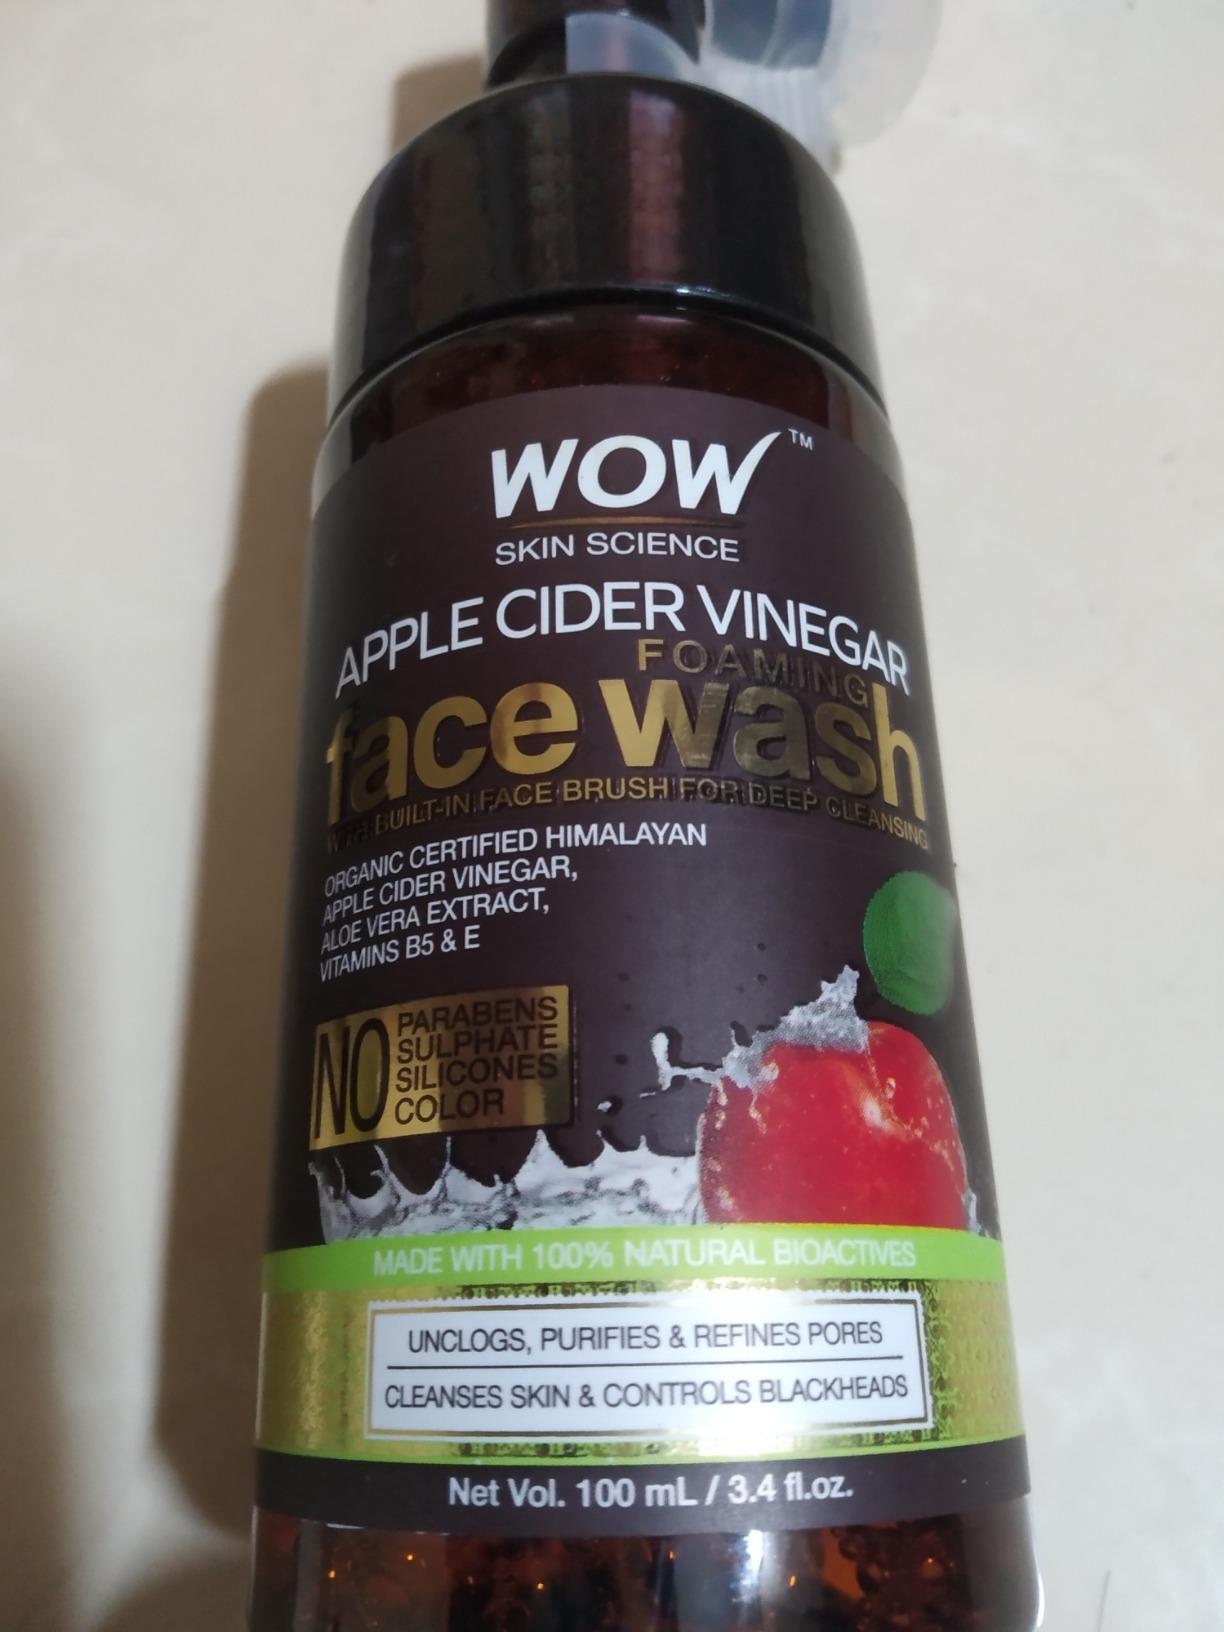 WOW™
SKIN SCIENCE
APPLE CIDER VINEGAR
FOAMING
face wash
WITH BUILT-IN FACE BRUSH FOR DEEP CLEANSING
ORGANIC CERTIFIED HIMALAYAN
APPLE CIDER VINEGAR,
ALOE VERA EXTRACT,
VITAMINS B5 & E
NO
PARABENS
SULPHATE
SILICONES
COLOR
MADE WITH 100% NATURAL BIOACTIVES
UNCLOGS, PURIFIES & REFINES PORES
CLEANSES SKIN & CONTROLS BLACKHEADS
Net Vol. 100 mL / 3.4 fl.oz.